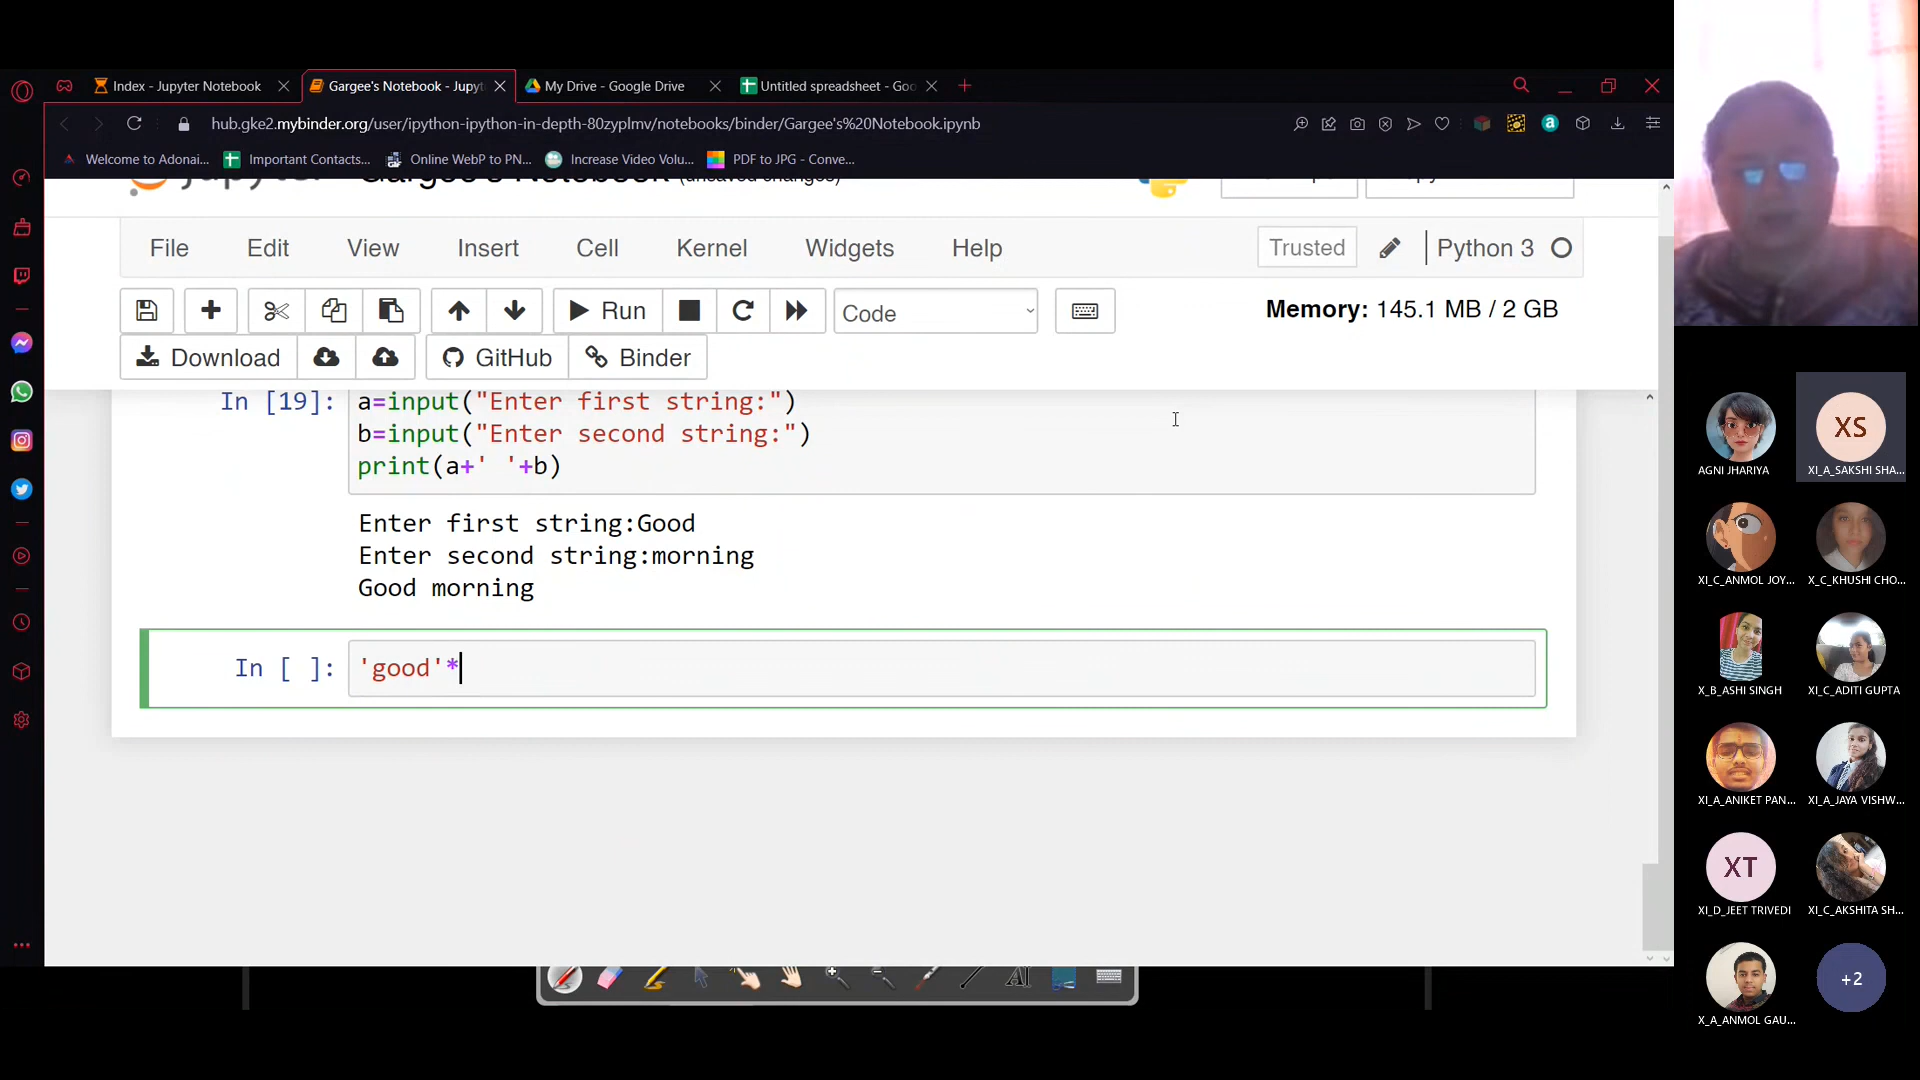 Index - Jupyter Notebook
Gargee's Notebook - Jupyt
My Drive - Google Drive
Untitled spreadsheet - Goo
hub.gke2.mybinder.org/user/ipython-ipython-in-depth-80zyplmv/notebooks/binder/Gargee's%20Notebook.ipynb
Welcome to Adonai...
Important Contacts...
Online WebP to PN...
Increase Video Volu...
PDF to JPG - Conve...
Gargee's Notebook (unsaved changes)
File Edit View Insert Cell Kernel Widgets Help
Trusted
Python 3
Run
Code
Memory: 145.1 MB / 2 GB
Download
GitHub
Binder
In [19]: a=input("Enter first string:")
b=input("Enter second string:")
print(a+' '+b)
Enter first string:Good
Enter second string:morning
Good morning
In [ ]: 'good'*
AI
AGNI JHARIYA
XS
XI_A_SAKSHI SHA...
XI_C_ANMOL JOY...
X_C_KHUSHI CHO...
X_B_ASHI SINGH
XI_C_ADITI GUPTA
XI_A_ANIKET PAN...
XI_A_JAYA VISHW...
XT
XI_D_JEET TRIVEDI
XI_C_AKSHITA SH...
X_A_ANMOL GAU...
+2